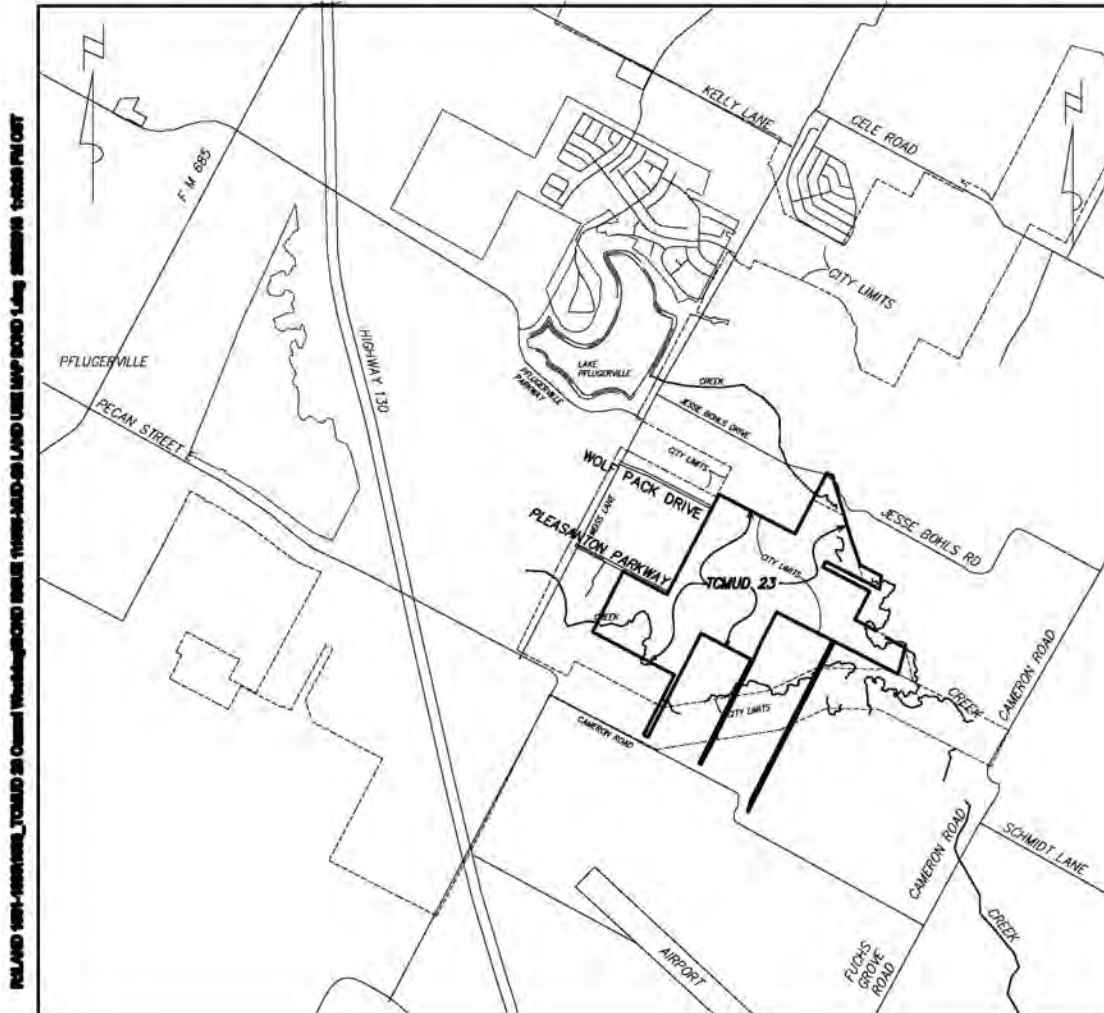 KELLY LANE
CELE ROAD
F M 685
CITY LIMITS
HIGHWAY 130
PFLUGERVILLE
LAKE
PFLUGERVILLE
PFLUGERVILLE
PARKWAY
CREEK
JESSE BOHLS DRIVE
PECAN STREET
CITY LIMITS
WOLF PACK DRIVE
WEISS LANE
JESSE BOHLS RD
PLEASANTON PARKWAY
CITY LIMITS
TCMUD 23
CREEK
CREEK
CAMERON ROAD
CITY LIMITS
CAMERON ROAD
SCHMIDT LANE
CAMERON ROAD
CREEK
FUCHS
GROVE
ROAD
AIRPORT